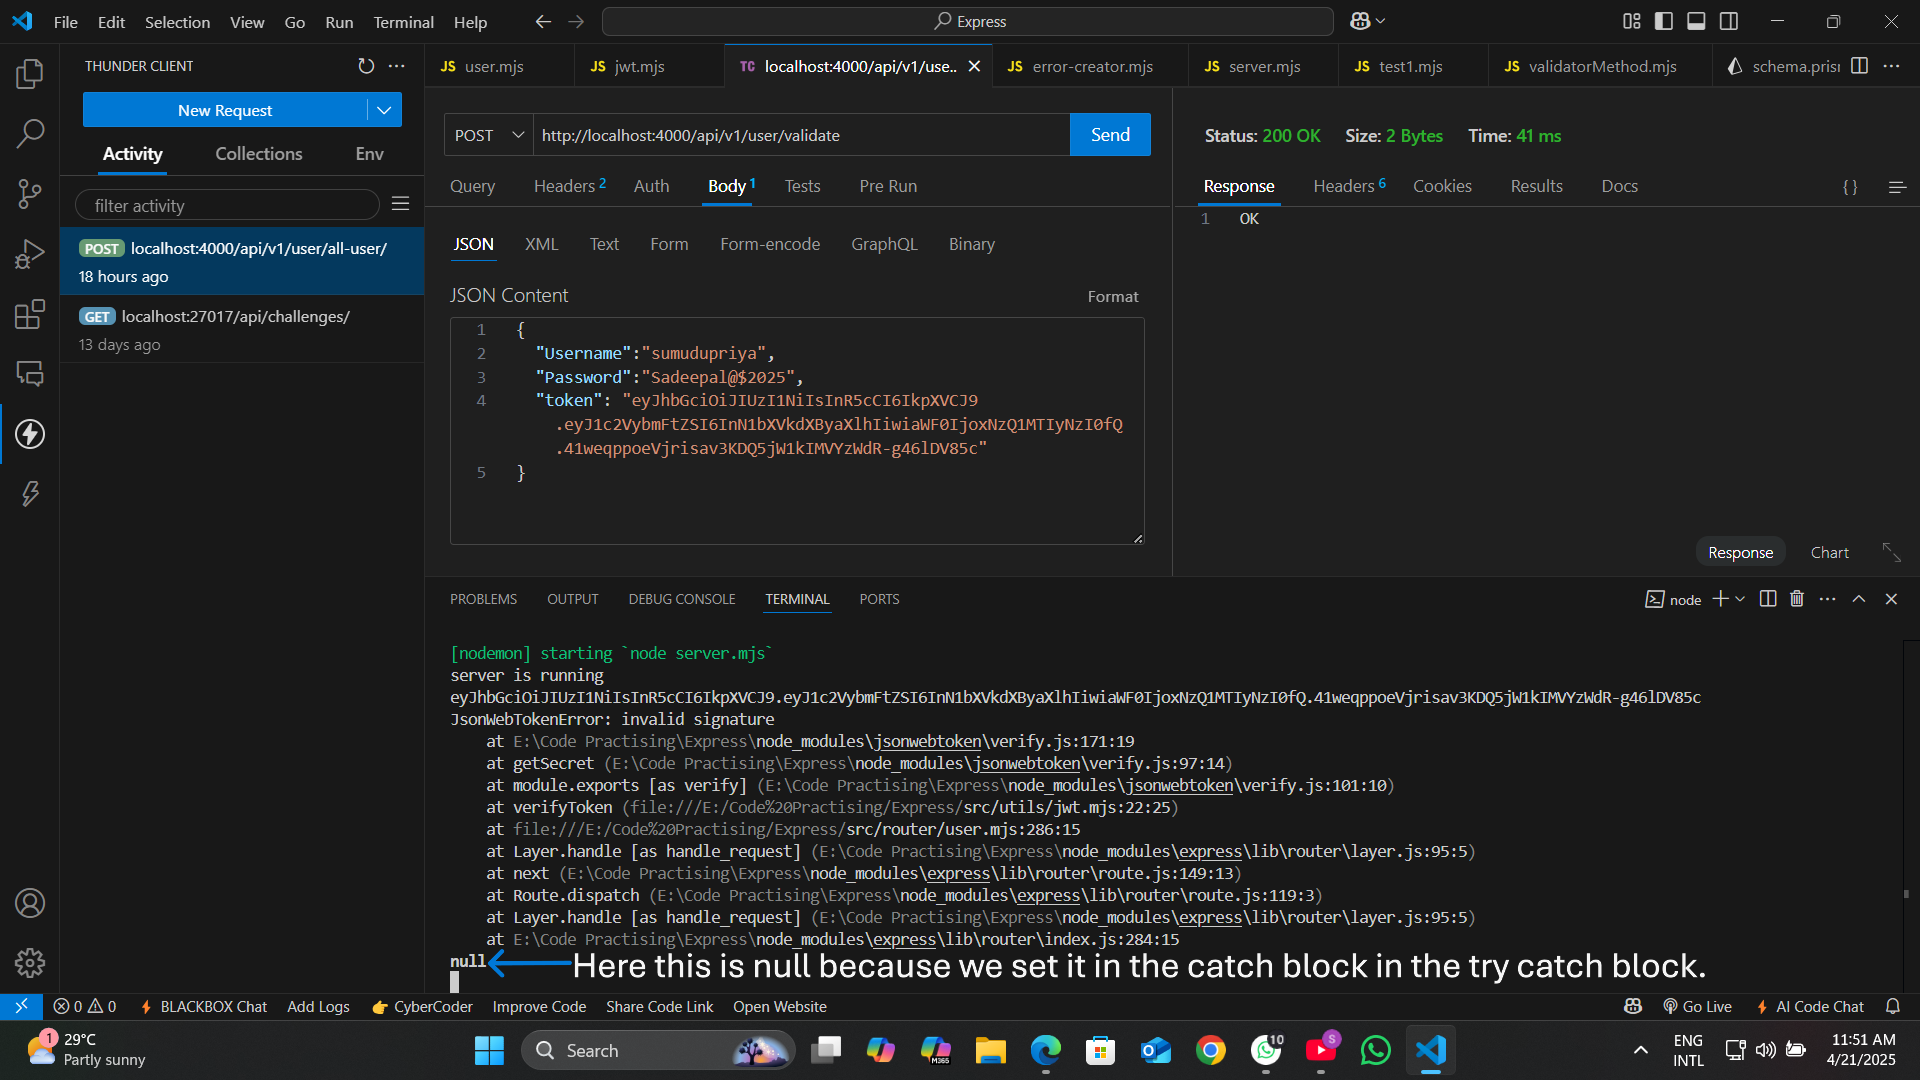 File Edit Selection View Go Run Terminal Help
Express
THUNDER CLIENT
New Request
Activity Collections Env
filter activity
POST localhost:4000/api/v1/user/all-user/
18 hours ago
GET localhost:27017/api/challenges/
13 days ago
JS user.mjs
JS jwt.mjs
TC localhost:4000/api/v1/use..
JS error-creator.mjs
JS server.mjs
JS test1.mjs
JS validatorMethod.mjs
schema.pris
POST http://localhost:4000/api/v1/user/validate Send
Query Headers 2 Auth Body 1 Tests Pre Run
JSON XML Text Form Form-encode GraphQL Binary
JSON Content Format
1 {
2 "Username":"sumudupriya",
3 "Password":"Sadeepal@$2025",
4 "token": "eyJhbGciOiJIUzI1NiIsInR5cCI6IkpXVCJ9
.eyJ1c2VybmFtZSI6InN1bXVkdXByaXlhIiwiaWF0IjoxNzQ1MTIyNzI0fQ
.41weqppoeVjrisav3KDQ5jW1kIMVYzWdR-g46lDV85c"
5 }
Status: 200 OK Size: 2 Bytes Time: 41 ms
Response Headers 6 Cookies Results Docs { }
1 OK
Response Chart
PROBLEMS OUTPUT DEBUG CONSOLE TERMINAL PORTS
node
[nodemon] starting `node server.mjs`
server is running
eyJhbGciOiJIUzI1NiIsInR5cCI6IkpXVCJ9.eyJ1c2VybmFtZSI6InN1bXVkdXByaXlhIiwiaWF0IjoxNzQ1MTIyNzI0fQ.41weqppoeVjrisav3KDQ5jW1kIMVYzWdR-g46lDV85c
JsonWebTokenError: invalid signature
at E:\Code Practising\Express\node_modules\jsonwebtoken\verify.js:171:19
at getSecret (E:\Code Practising\Express\node_modules\jsonwebtoken\verify.js:97:14)
at module.exports [as verify] (E:\Code Practising\Express\node_modules\jsonwebtoken\verify.js:101:10)
at verifyToken (file:///E:/Code%20Practising/Express/src/utils/jwt.mjs:22:25)
at file:///E:/Code%20Practising/Express/src/router/user.mjs:286:15
at Layer.handle [as handle_request] (E:\Code Practising\Express\node_modules\express\lib\router\layer.js:95:5)
at next (E:\Code Practising\Express\node_modules\express\lib\router\route.js:149:13)
at Route.dispatch (E:\Code Practising\Express\node_modules\express\lib\router\route.js:119:3)
at Layer.handle [as handle_request] (E:\Code Practising\Express\node_modules\express\lib\router\layer.js:95:5)
at E:\Code Practising\Express\node_modules\express\lib\router\index.js:284:15
null Here this is null because we set it in the catch block in the try catch block.
0 0 BLACKBOX Chat Add Logs CyberCoder Improve Code Share Code Link Open Website
Go Live AI Code Chat
1 29°C
Partly sunny
Search
M365
10
S
ENG
INTL
11:51 AM
4/21/2025